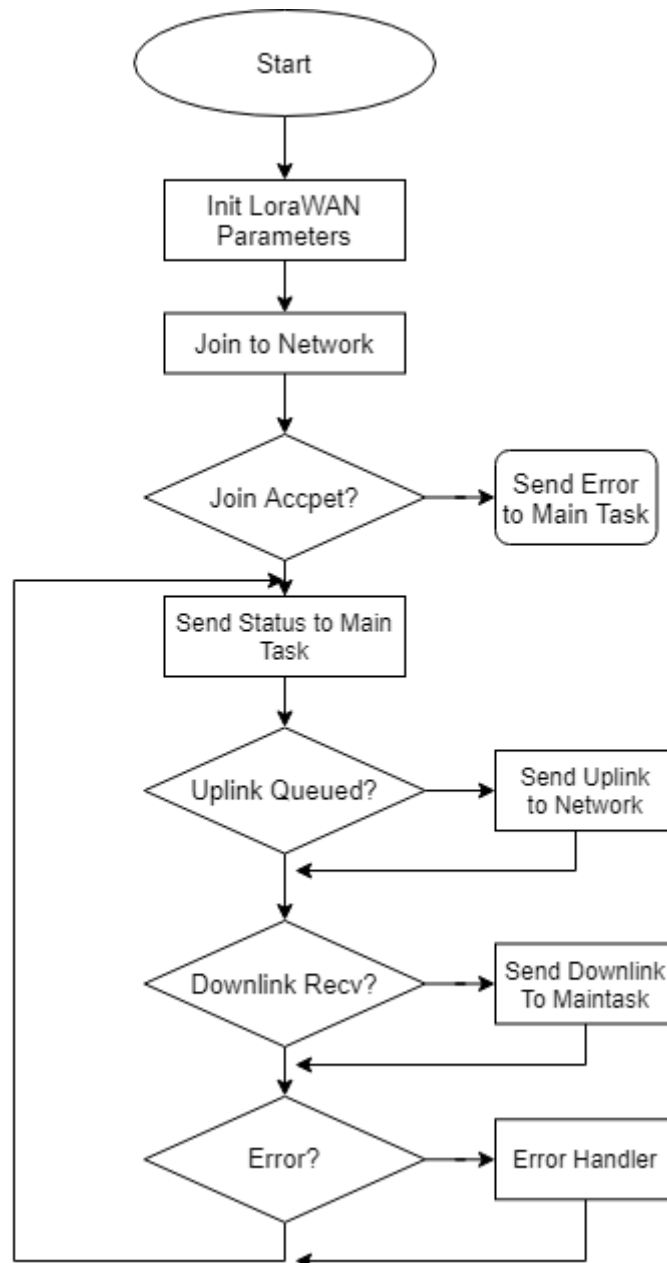 Start
Init LoraWAN
Parameters
Join to Network
Join Accpet?
Send Error
to Main Task
Send Status to Main
Task
Uplink Queued?
Send Uplink
to Network
Downlink Recv?
Send Downlink
To Maintask
Error?
Error Handler